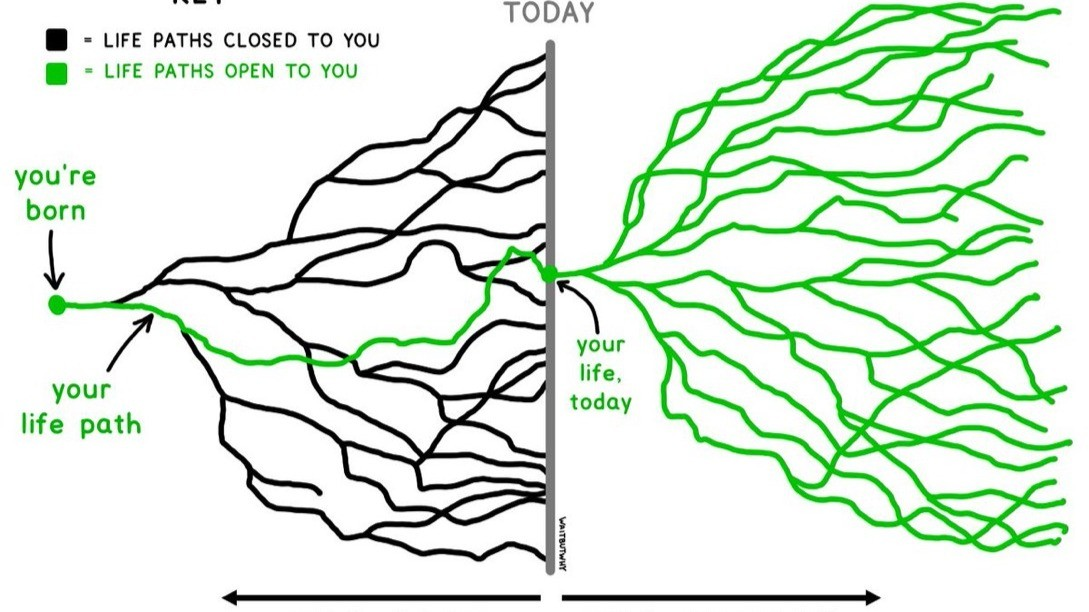 KEY
TODAY
= LIFE PATHS CLOSED TO YOU
= LIFE PATHS OPEN TO YOU
you're
born
your
life path
your
life,
today
WAITBUTWHY